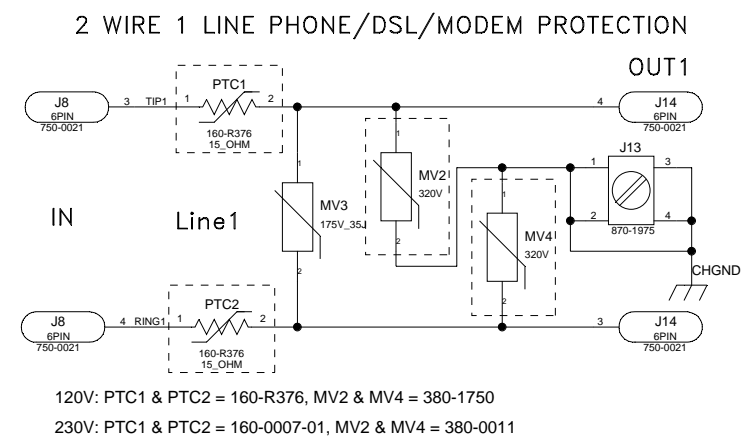 2 WIRE 1 LINE PHONE/DSL/MODEM PROTECTION
OUT1
J8
6PIN
750-0021
3 TIP1 1
PTC1
2
160-R376
15_OHM
4
J14
6PIN
750-0021
1
MV2
320V
2
1
MV3
175V_35J
2
1
MV4
320V
2
J13
1 3
2 4
870-1975
CHGND
IN
Line1
J8
6PIN
750-0021
4 RING1 1
PTC2
2
160-R376
15_OHM
3
J14
6PIN
750-0021
120V: PTC1 & PTC2 = 160-R376, MV2 & MV4 = 380-1750
230V: PTC1 & PTC2 = 160-0007-01, MV2 & MV4 = 380-0011